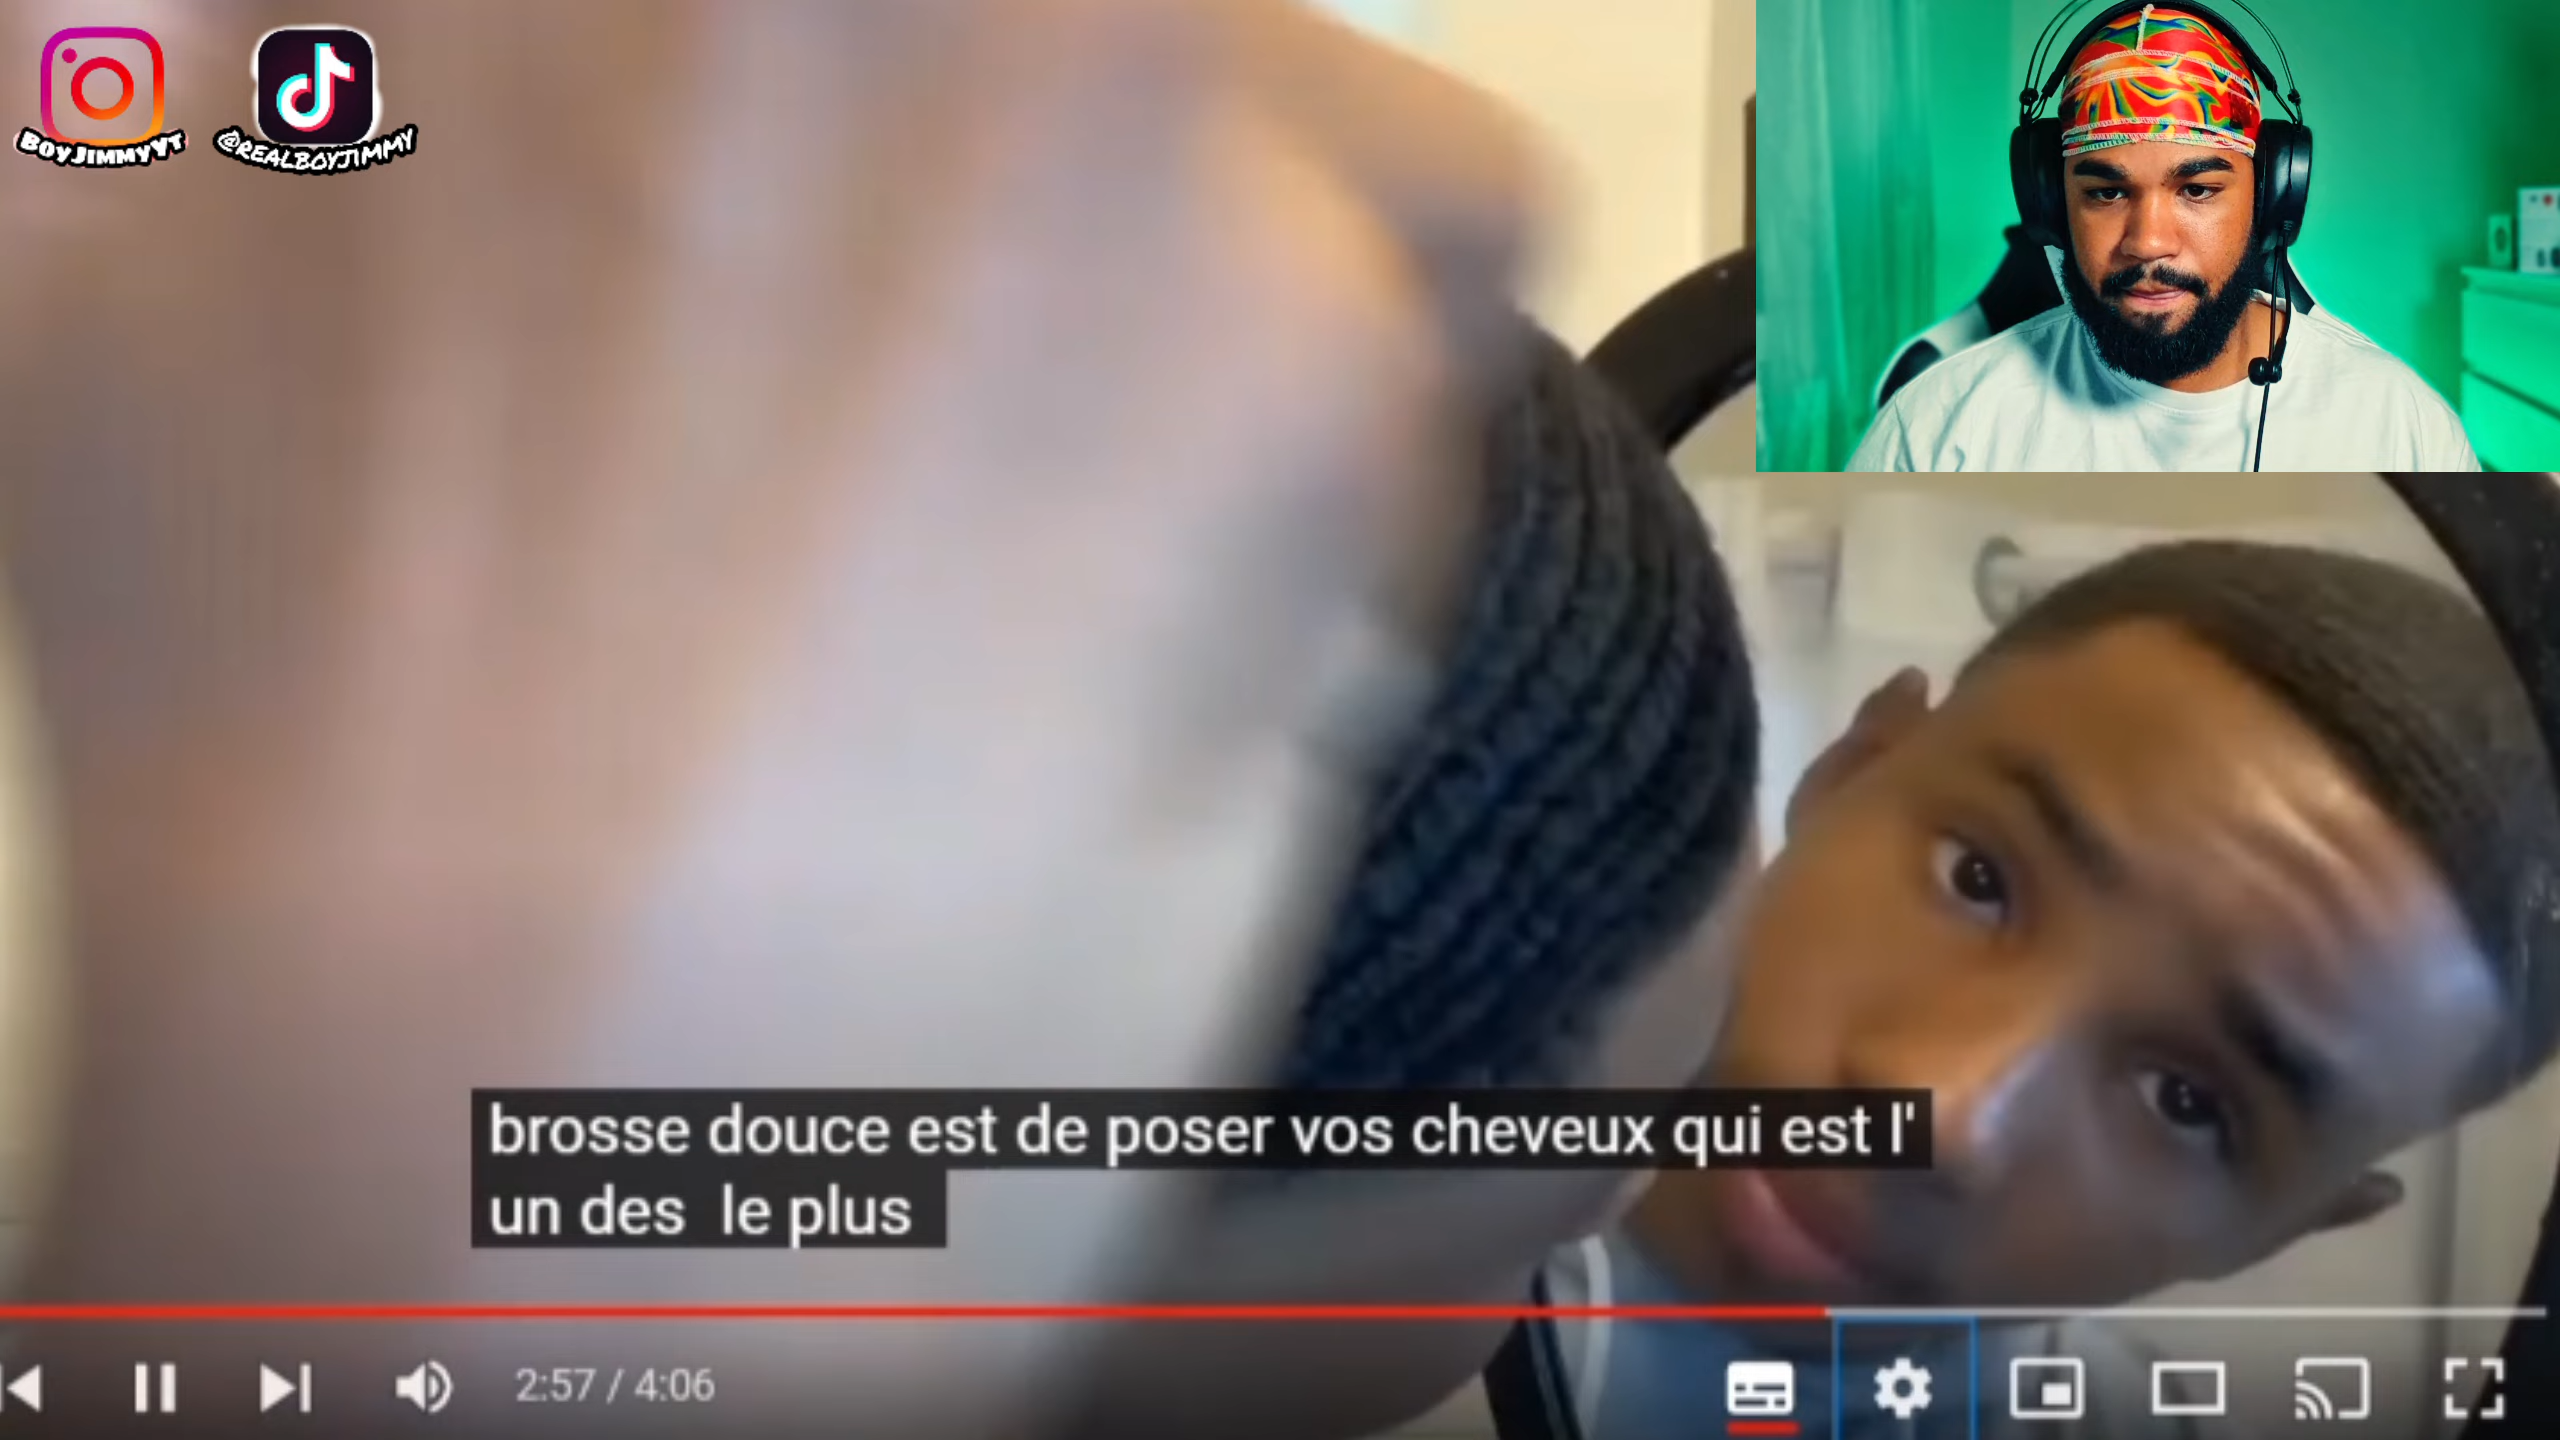 BOYJIMMYYT
@REALBOYJIMMY
brosse douce est de poser vos cheveux qui est l'
un des le plus
2:57 / 4:06